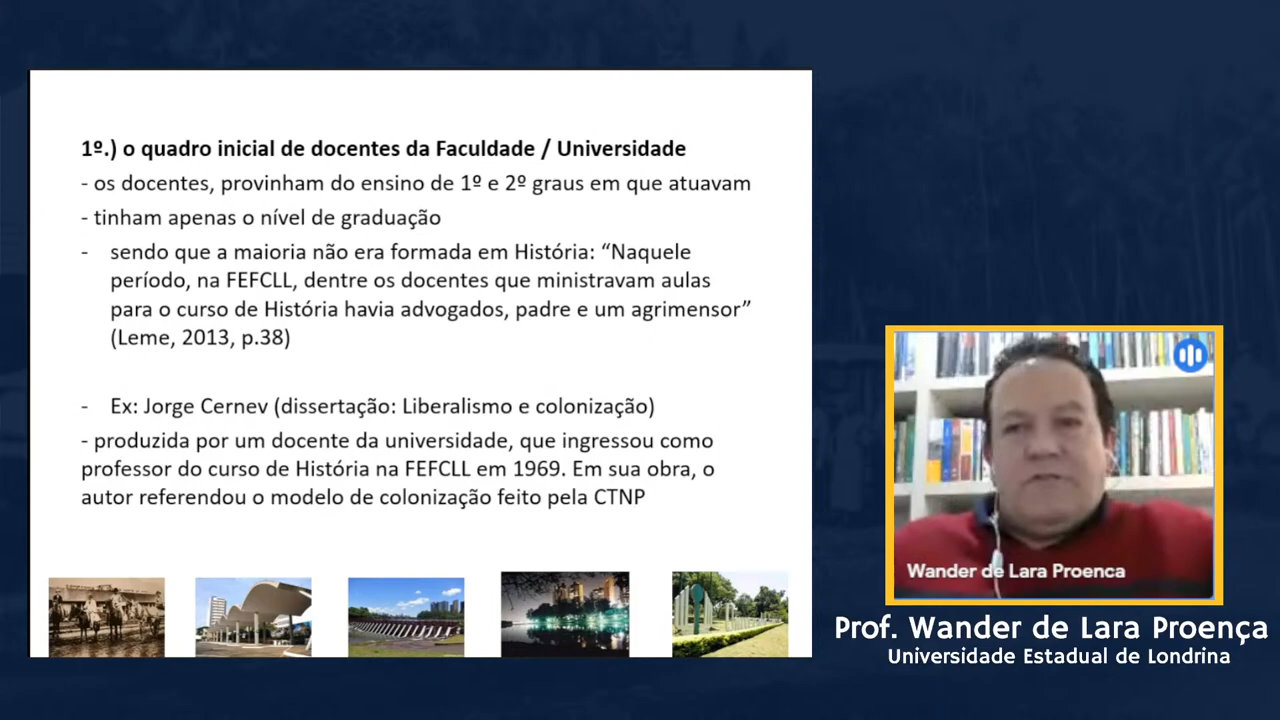 1º.) o quadro inicial de docentes da Faculdade / Universidade
- os docentes, provinham do ensino de 1º e 2º graus em que atuavam
- tinham apenas o nível de graduação
- sendo que a maioria não era formada em História: “Naquele
período, na FEFCLL, dentre os docentes que ministravam aulas
para o curso de História havia advogados, padre e um agrimensor”
(Leme, 2013, p.38)
- Ex: Jorge Cernev (dissertação: Liberalismo e colonização)
- produzida por um docente da universidade, que ingressou como
professor do curso de História na FEFCLL em 1969. Em sua obra, o
autor referendou o modelo de colonização feito pela CTNP
Wander de Lara Proenca
Prof. Wander de Lara Proença
Universidade Estadual de Londrina